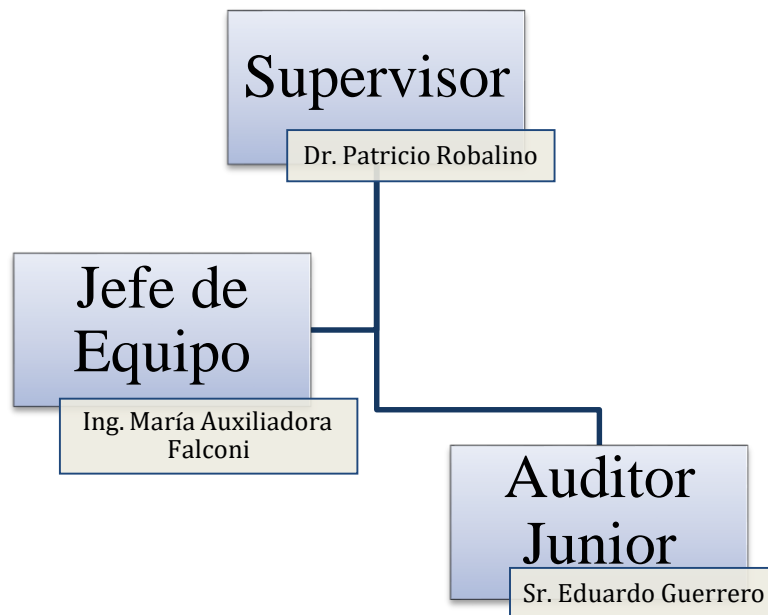 Supervisor
Dr. Patricio Robalino
Jefe de
Equipo
Ing. María Auxiliadora
Falconi
Auditor
Junior
Sr. Eduardo Guerrero